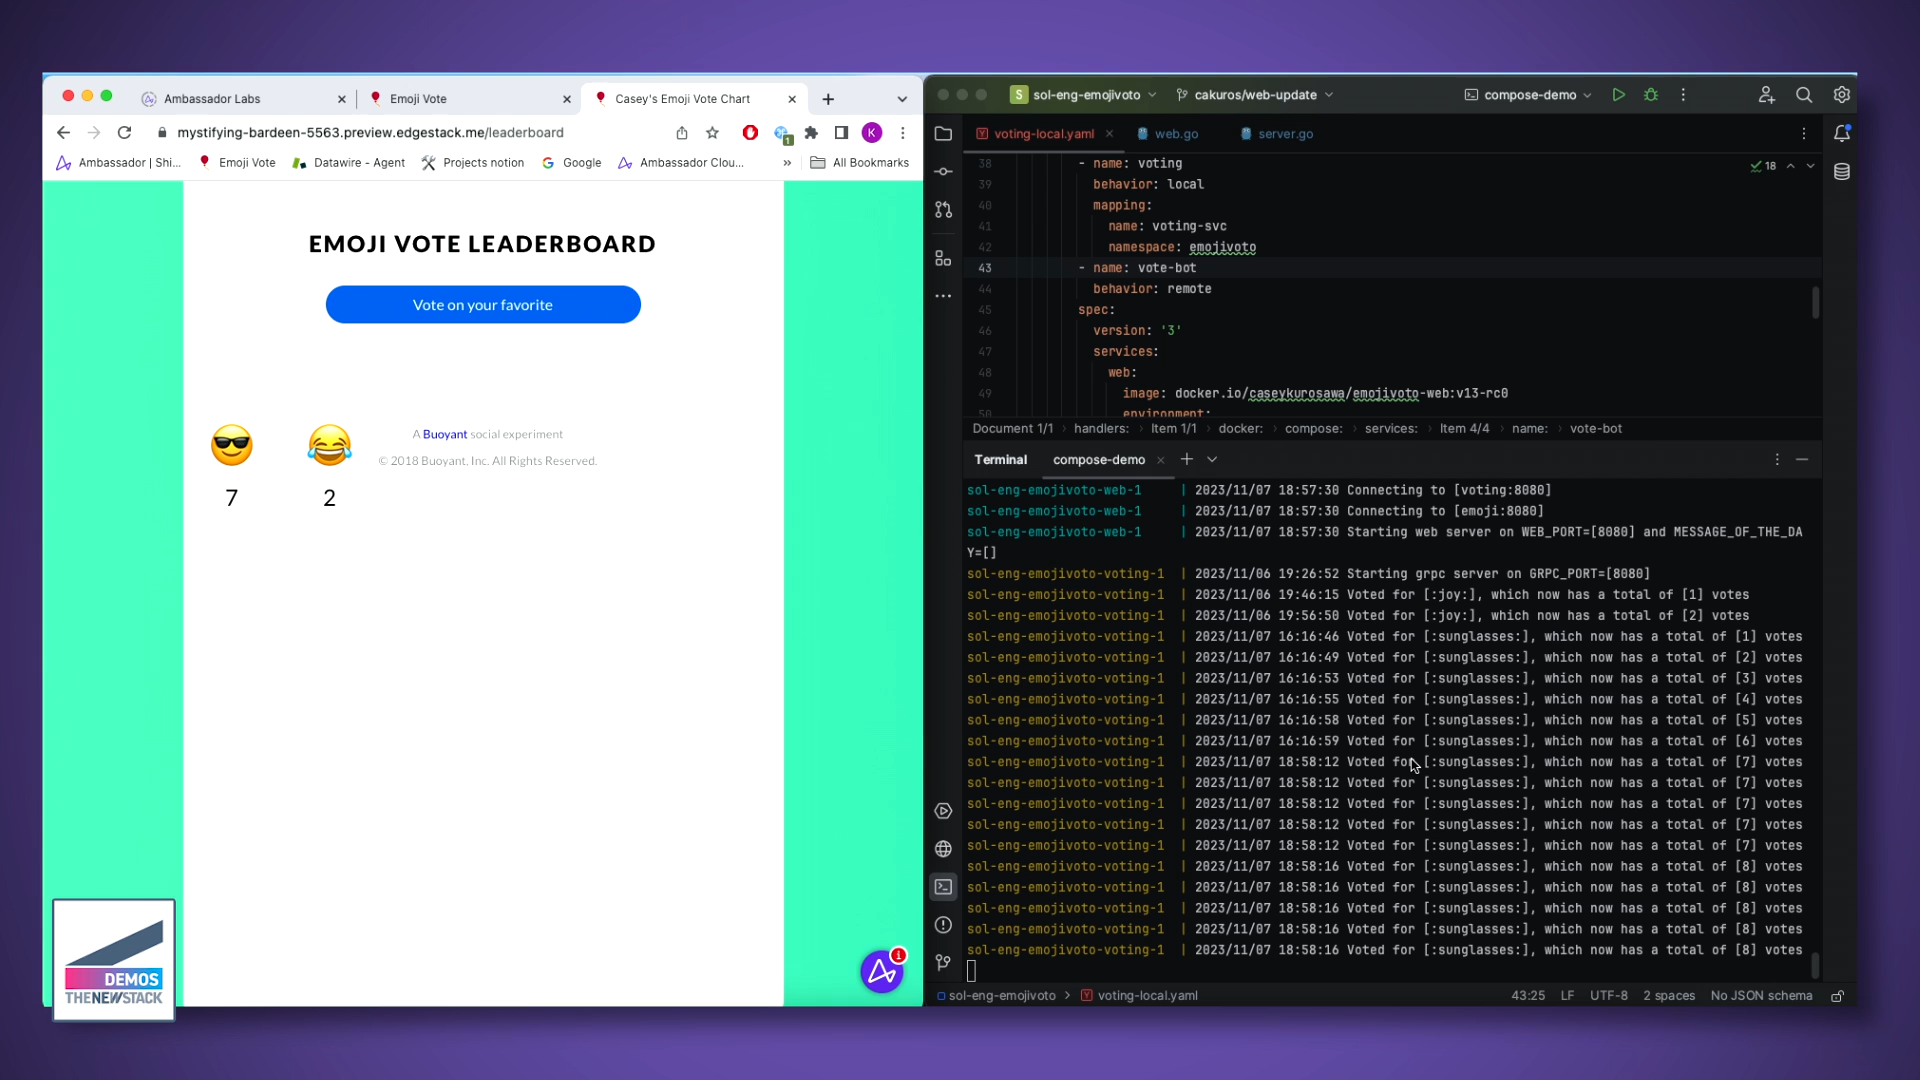 Ambassador Labs
Emoji Vote
Casey's Emoji Vote Chart
mystifying-bardeen-5563.preview.edgestack.me/leaderboard
1
K
Ambassador | Shi...
Emoji Vote
Datawire - Agent
Projects notion
Google
Ambassador Clou...
»
All Bookmarks
EMOJI VOTE LEADERBOARD
Vote on your favorite
A Buoyant social experiment
© 2018 Buoyant, Inc. All Rights Reserved.
7
2
1
DEMOS
THENEWSTACK
S sol-eng-emojivoto
cakuros/web-update
compose-demo
voting-local.yaml
web.go
server.go
18
38 - name: voting
39 behavior: local
40 mapping:
41 name: voting-svc
42 namespace: emojivoto
43 - name: vote-bot
44 behavior: remote
45 spec:
46 version: '3'
47 services:
48 web:
49 image: docker.io/caseykurosawa/emojivoto-web:v13-rc0
50 environment:
Document 1/1 › handlers: › Item 1/1 › docker: › compose: › services: › Item 4/4 › name: › vote-bot
Terminal
compose-demo
sol-eng-emojivoto-web-1 | 2023/11/07 18:57:30 Connecting to [voting:8080]
sol-eng-emojivoto-web-1 | 2023/11/07 18:57:30 Connecting to [emoji:8080]
sol-eng-emojivoto-web-1 | 2023/11/07 18:57:30 Starting web server on WEB_PORT=[8080] and MESSAGE_OF_THE_DA
Y=[]
sol-eng-emojivoto-voting-1 | 2023/11/06 19:26:52 Starting grpc server on GRPC_PORT=[8080]
sol-eng-emojivoto-voting-1 | 2023/11/06 19:46:15 Voted for [:joy:], which now has a total of [1] votes
sol-eng-emojivoto-voting-1 | 2023/11/06 19:56:50 Voted for [:joy:], which now has a total of [2] votes
sol-eng-emojivoto-voting-1 | 2023/11/07 16:16:46 Voted for [:sunglasses:], which now has a total of [1] votes
sol-eng-emojivoto-voting-1 | 2023/11/07 16:16:49 Voted for [:sunglasses:], which now has a total of [2] votes
sol-eng-emojivoto-voting-1 | 2023/11/07 16:16:53 Voted for [:sunglasses:], which now has a total of [3] votes
sol-eng-emojivoto-voting-1 | 2023/11/07 16:16:55 Voted for [:sunglasses:], which now has a total of [4] votes
sol-eng-emojivoto-voting-1 | 2023/11/07 16:16:58 Voted for [:sunglasses:], which now has a total of [5] votes
sol-eng-emojivoto-voting-1 | 2023/11/07 16:16:59 Voted for [:sunglasses:], which now has a total of [6] votes
sol-eng-emojivoto-voting-1 | 2023/11/07 18:58:12 Voted for [:sunglasses:], which now has a total of [7] votes
sol-eng-emojivoto-voting-1 | 2023/11/07 18:58:12 Voted for [:sunglasses:], which now has a total of [7] votes
sol-eng-emojivoto-voting-1 | 2023/11/07 18:58:12 Voted for [:sunglasses:], which now has a total of [7] votes
sol-eng-emojivoto-voting-1 | 2023/11/07 18:58:12 Voted for [:sunglasses:], which now has a total of [7] votes
sol-eng-emojivoto-voting-1 | 2023/11/07 18:58:12 Voted for [:sunglasses:], which now has a total of [7] votes
sol-eng-emojivoto-voting-1 | 2023/11/07 18:58:16 Voted for [:sunglasses:], which now has a total of [8] votes
sol-eng-emojivoto-voting-1 | 2023/11/07 18:58:16 Voted for [:sunglasses:], which now has a total of [8] votes
sol-eng-emojivoto-voting-1 | 2023/11/07 18:58:16 Voted for [:sunglasses:], which now has a total of [8] votes
sol-eng-emojivoto-voting-1 | 2023/11/07 18:58:16 Voted for [:sunglasses:], which now has a total of [8] votes
sol-eng-emojivoto-voting-1 | 2023/11/07 18:58:16 Voted for [:sunglasses:], which now has a total of [8] votes
sol-eng-emojivoto › voting-local.yaml
43:25 LF UTF-8 2 spaces No JSON schema